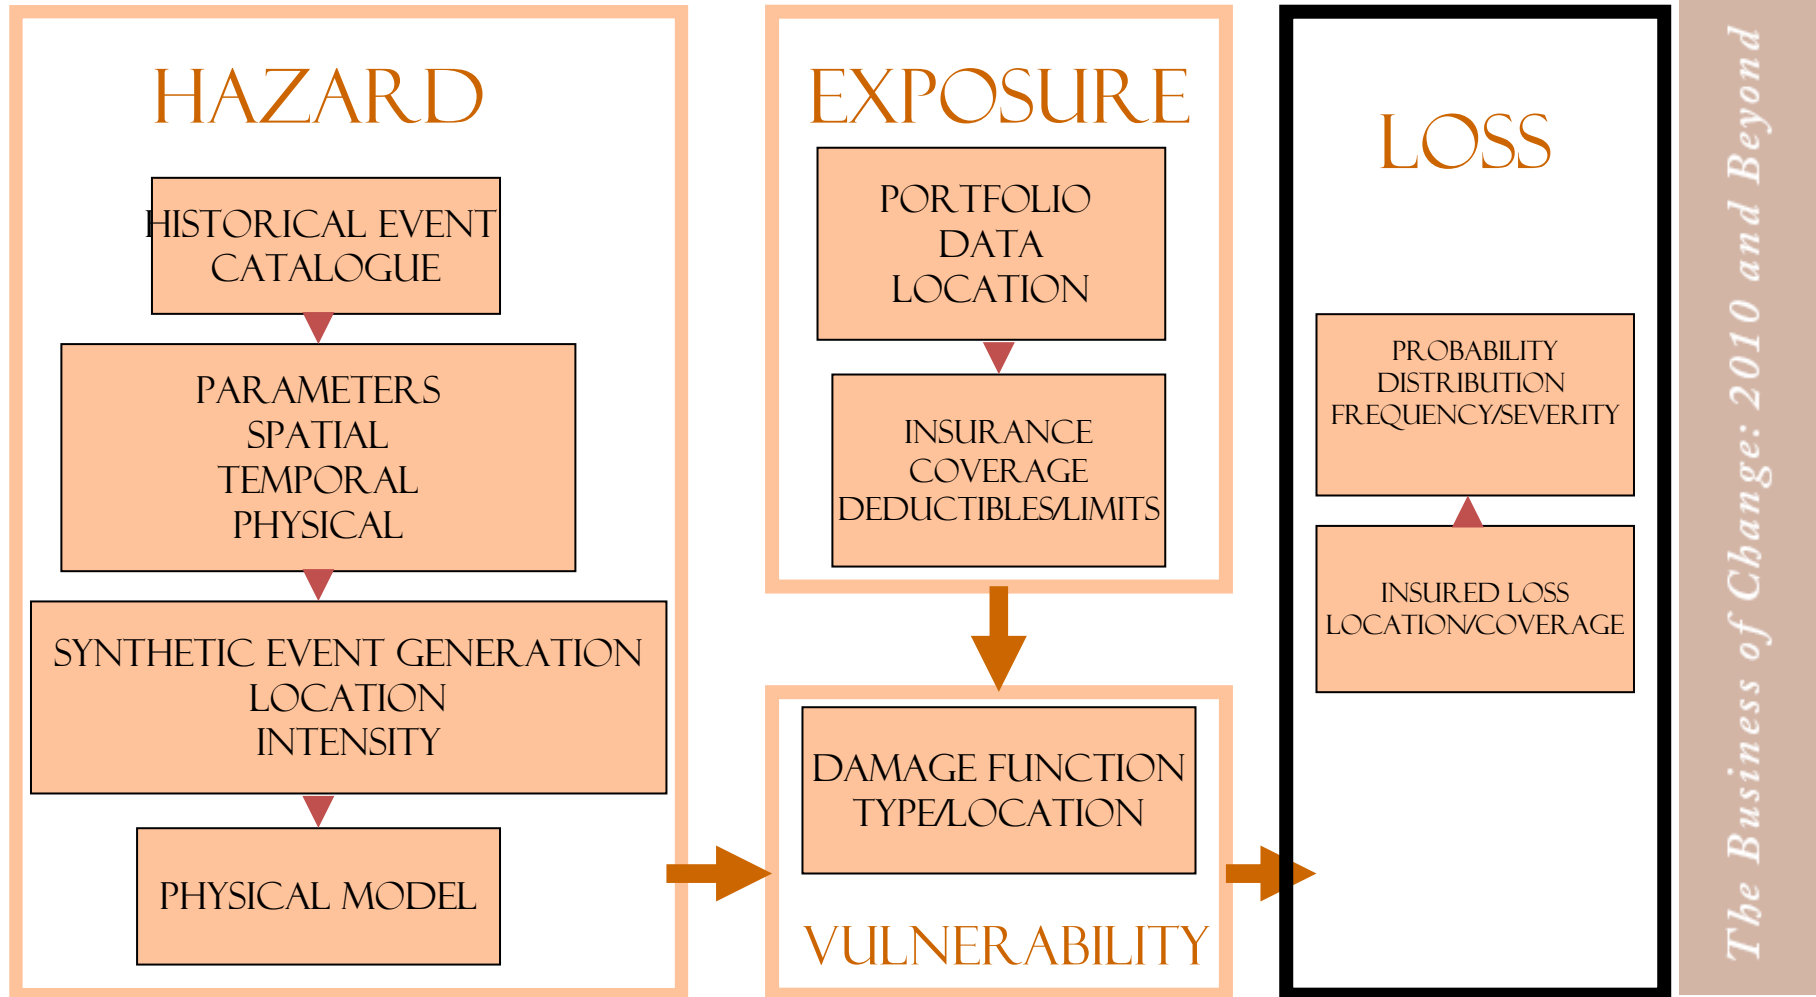 HAZARD
HISTORICAL EVENT
CATALOGUE
PARAMETERS
SPATIAL
TEMPORAL
PHYSICAL
SYNTHETIC EVENT GENERATION
LOCATION
INTENSITY
PHYSICAL MODEL
EXPOSURE
PORTFOLIO
DATA
LOCATION
INSURANCE
COVERAGE
DEDUCTIBLES/LIMITS
DAMAGE FUNCTION
TYPE/LOCATION
VULNERABILITY
LOSS
PROBABILITY
DISTRIBUTION
FREQUENCY/SEVERITY
INSURED LOSS
LOCATION/COVERAGE
The Business of Change: 2010 and Beyond